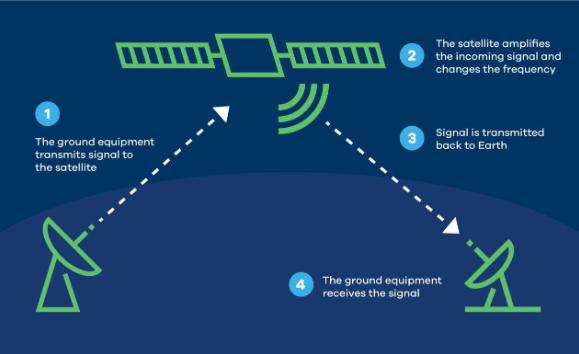 1
The ground equipment
transmits signal to
the satellite
2
The satellite amplifies
the incoming signal and
changes the frequency
3
Signal is transmitted
back to Earth
4
The ground equipment
receives the signal